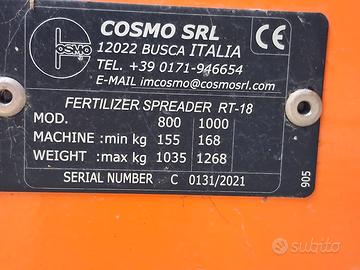 COSMO SRL
12022 BUSCA ITALIA
TEL. +39 0171-946654
E-MAIL imcosmo@cosmosrl.com
COSMO
CE
FERTILIZER SPREADER RT-18
MOD. 800 1000
MACHINE : min kg 155 168
WEIGHT : max kg 1035 1268
SERIAL NUMBER C 0131/2021
905
subito